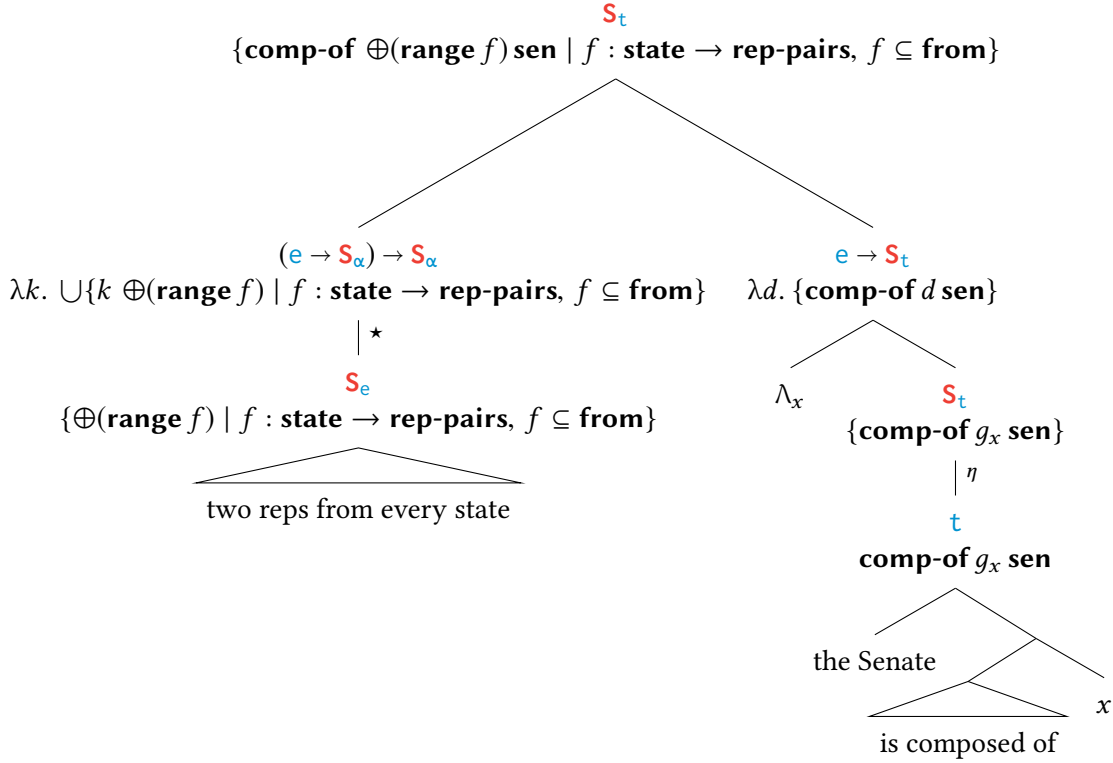 S_t
{comp-of ⊕(range f) sen | f : state → rep-pairs, f ⊆ from}
(e → S_α) → S_α
λk. ∪{k ⊕(range f) | f : state → rep-pairs, f ⊆ from}
e → S_t
λd. {comp-of d sen}
⋆
S_e
{⊕(range f) | f : state → rep-pairs, f ⊆ from}
two reps from every state
Λ_x
S_t
{comp-of g_x sen}
η
t
comp-of g_x sen
the Senate
is composed of
x